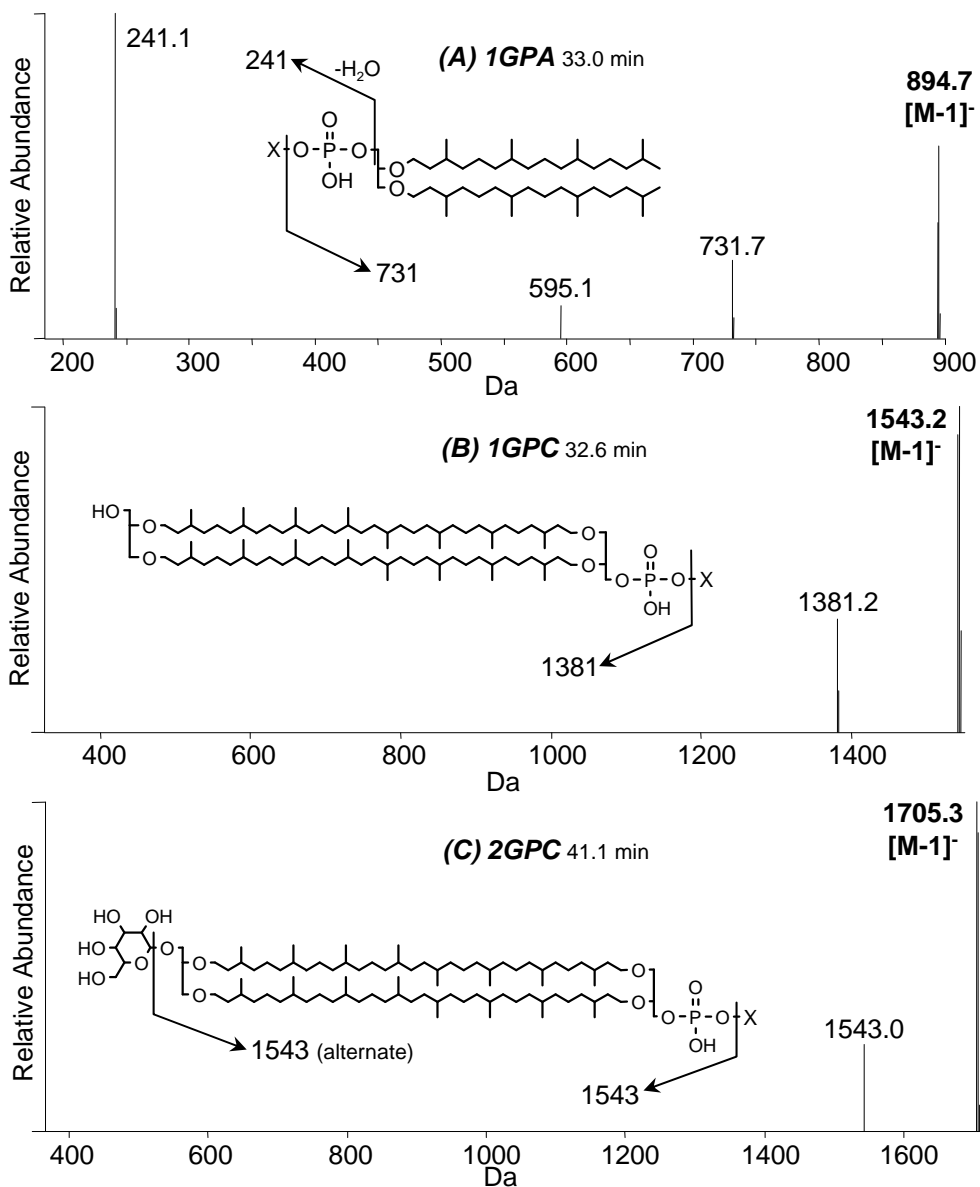 241.1
241
-H₂O
(A) 1GPA 33.0 min
894.7
[M-1]⁻
O
X-O-P-O
OH
O
O
731
595.1
731.7
Relative Abundance
200 300 400 500 600 700 800 900
Da
1543.2
[M-1]⁻
(B) 1GPC 32.6 min
HO
O
O
O
O
O
O-P-O-X
OH
1381
1381.2
Relative Abundance
400 600 800 1000 1200 1400
Da
1705.3
[M-1]⁻
(C) 2GPC 41.1 min
HO OH
HO
O
O
HO
O
O
O
O
O
O-P-O-X
OH
1543 (alternate)
1543
1543.0
Relative Abundance
400 600 800 1000 1200 1400 1600
Da